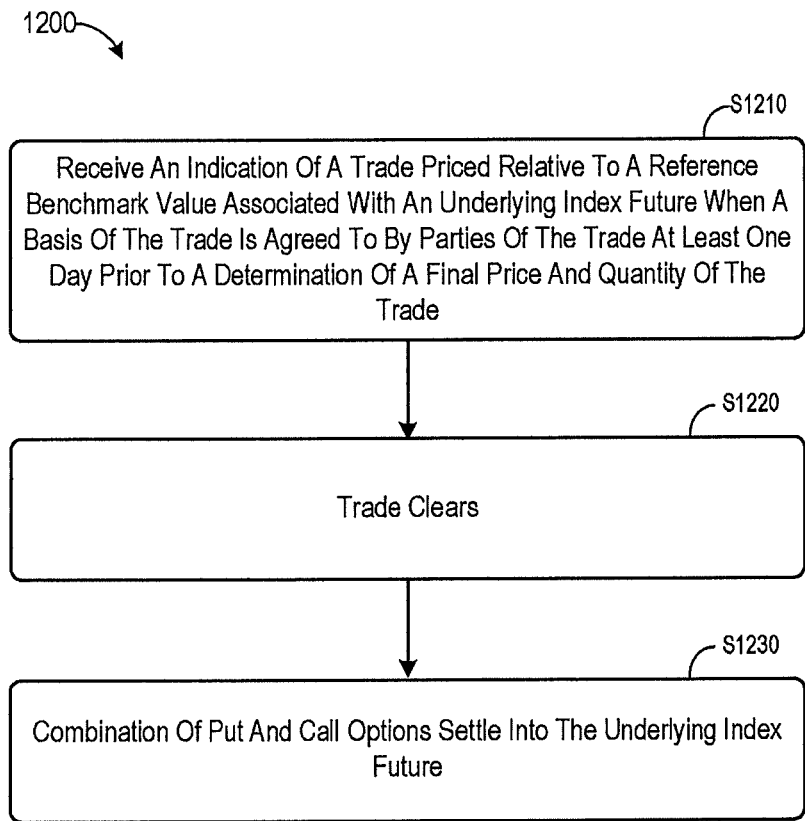 1200
S1210
Receive An Indication Of A Trade Priced Relative To A Reference
Benchmark Value Associated With An Underlying Index Future When A
Basis Of The Trade Is Agreed To By Parties Of The Trade At Least One
Day Prior To A Determination Of A Final Price And Quantity Of The
Trade
S1220
Trade Clears
S1230
Combination Of Put And Call Options Settle Into The Underlying Index
Future